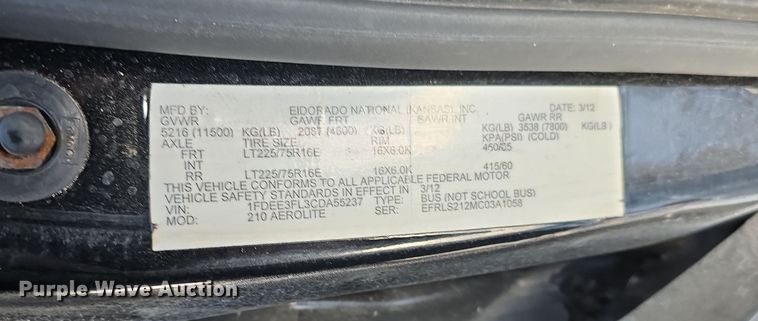 MFD BY: EIDORADO NATIONAL (KANSAS), INC. DATE: 3/12
GVWR GAWR FRT GAWR INT GAWR RR
5216 (11500) KG(LB) 2087 (4600) KG(LB) KG(LB) 3538 (7800) KG(LB)
AXLE TIRE SIZE RIM KPA(PSI) (COLD)
FRT LT225/75R16E 16X6.0K 450/65
INT
RR LT225/75R16E 16X6.0K 415/60
THIS VEHICLE CONFORMS TO ALL APPLICABLE FEDERAL MOTOR
VEHICLE SAFETY STANDARDS IN EFFECT IN 3/12
VIN: 1FDEE3FL3CDA55237 TYPE: BUS (NOT SCHOOL BUS)
MOD: 210 AEROLITE SER: EFRLS212MC03A1058
Purple Wave Auction